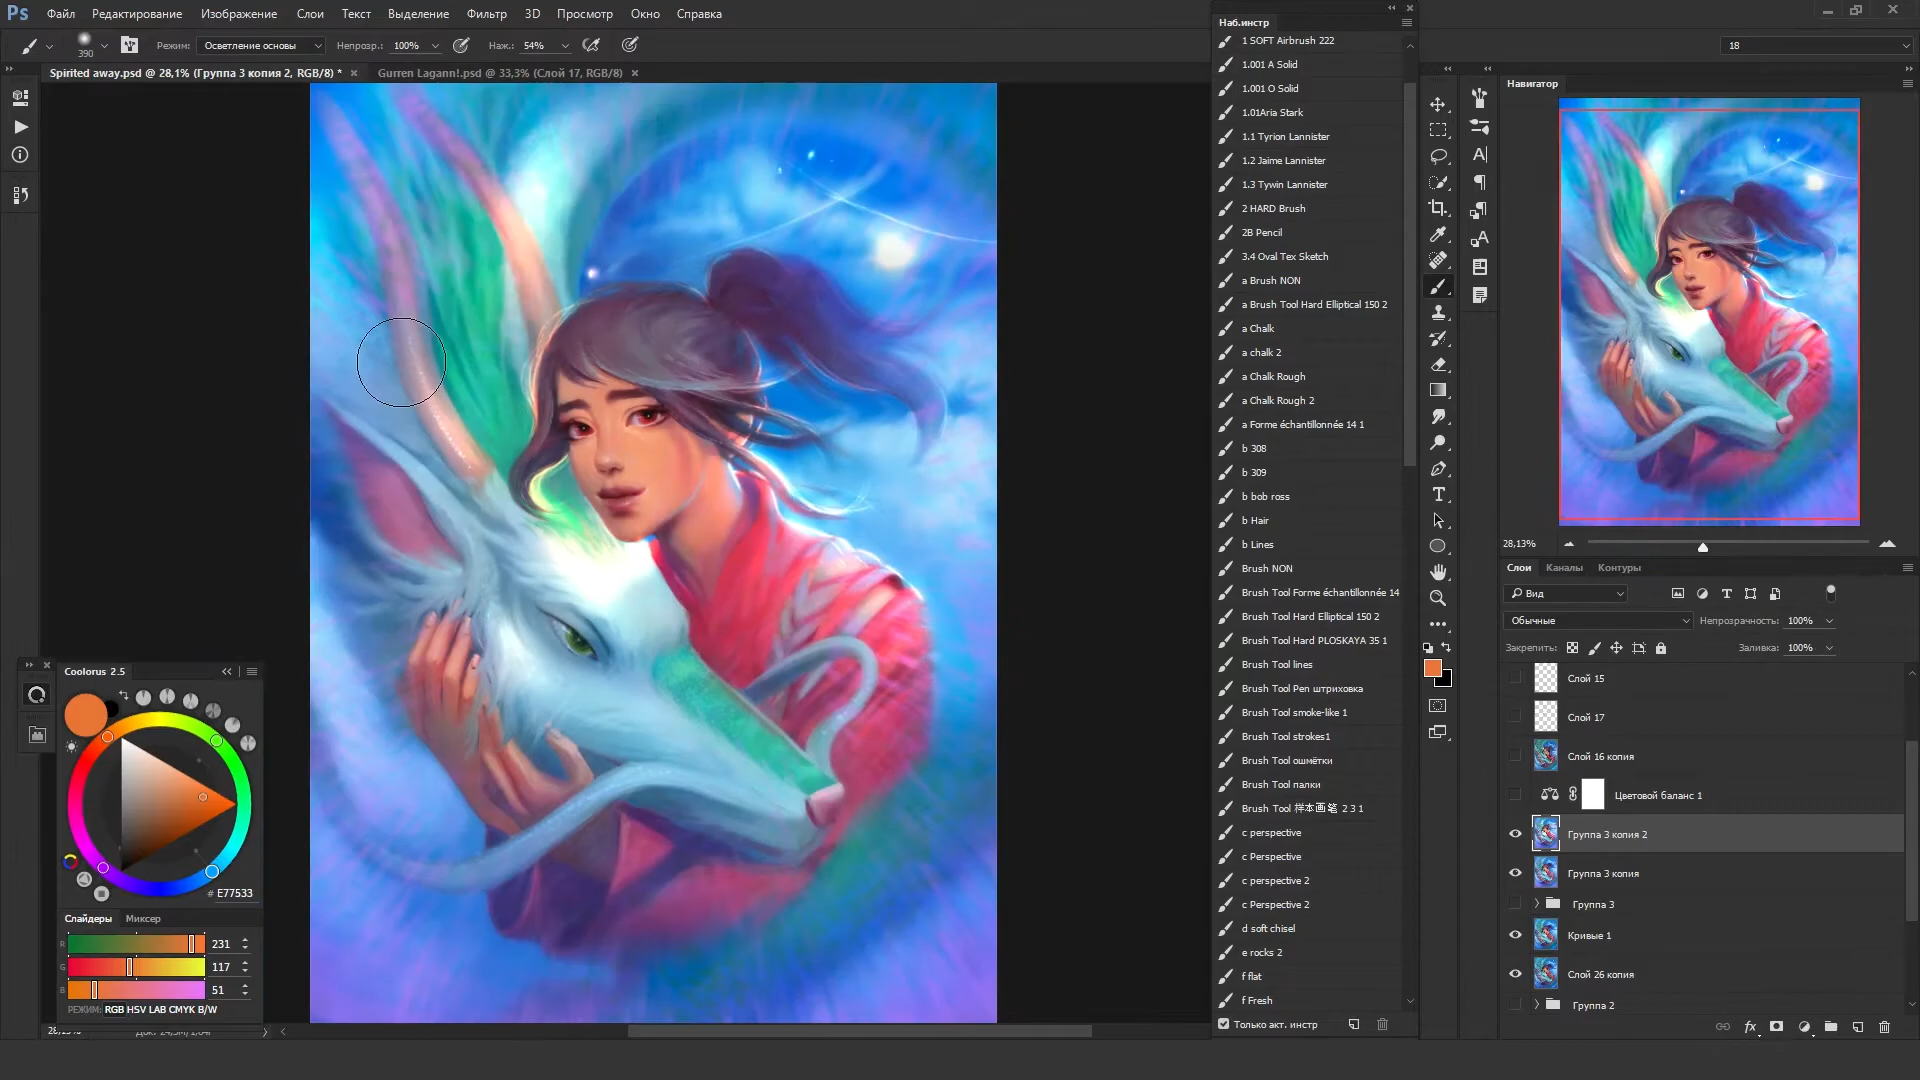 Ps Файл Редактирование Изображение Слои Текст Выделение Фильтр 3D Просмотр Окно Справка
390 Режим: Осветление основы Непрозр.: 100% Наж.: 54%
18
Spirited away.psd @ 28,1% (Группа 3 копия 2, RGB/8) *
Gurren Lagann!.psd @ 33,3% (Слой 17, RGB/8)
Наб.инстр
1 SOFT Airbrush 222
1.001 A Solid
1.001 O Solid
1.01Aria Stark
1.1 Tyrion Lannister
1.2 Jaime Lannister
1.3 Tywin Lannister
2 HARD Brush
2B Pencil
3.4 Oval Tex Sketch
a Brush NON
a Brush Tool Hard Elliptical 150 2
a Chalk
a chalk 2
a Chalk Rough
a Chalk Rough 2
a Forme échantillonnée 14 1
b 308
b 309
b bob ross
b Hair
b Lines
Brush NON
Brush Tool Forme échantillonnée 14
Brush Tool Hard Elliptical 150 2
Brush Tool Hard PLOSKAYA 35 1
Brush Tool lines
Brush Tool Pen штриховка
Brush Tool smoke-like 1
Brush Tool strokes1
Brush Tool ошмётки
Brush Tool палки
Brush Tool 样本画笔 2 3 1
c perspective
c Perspective
c perspective 2
c Perspective 2
d soft chisel
e rocks 2
f flat
f Fresh
Только акт. инстр
Навигатор
28,13%
Слои Каналы Контуры
Вид
Обычные Непрозрачность: 100%
Закрепить: Заливка: 100%
Слой 15
Слой 17
Слой 16 копия
Цветовой баланс 1
Группа 3 копия 2
Группа 3 копия
Группа 3
Кривые 1
Слой 26 копия
Группа 2
fx
Coolorus 2.5
# E77533
Слайдеры Миксер
R 231
G 117
B 51
РЕЖИМ: RGB HSV LAB CMYK B/W